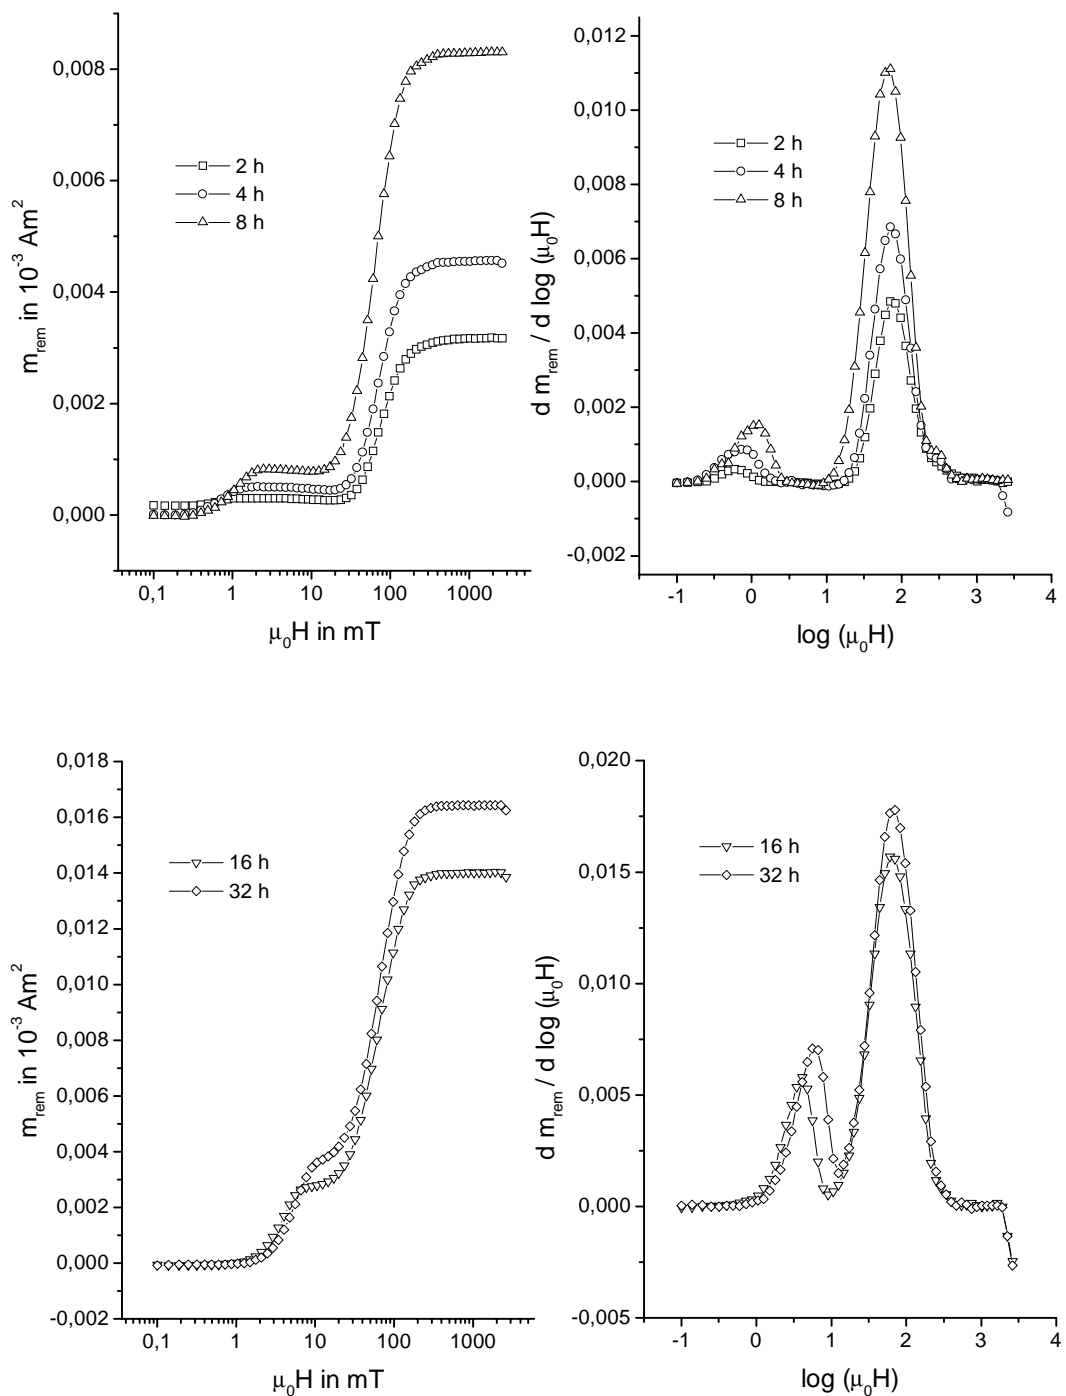 0,008
0,006
0,004
0,002
0,000
m_rem in 10^-3 Am^2
2 h
4 h
8 h
0,1
1
10
100
1000
μ_0H in mT
0,012
0,010
0,008
0,006
0,004
0,002
0,000
-0,002
d m_rem / d log (μ_0H)
2 h
4 h
8 h
-1
0
1
2
3
4
log (μ_0H)
0,018
0,016
0,014
0,012
0,010
0,008
0,006
0,004
0,002
0,000
-0,002
m_rem in 10^-3 Am^2
16 h
32 h
0,1
1
10
100
1000
μ_0H in mT
0,020
0,015
0,010
0,005
0,000
-0,005
d m_rem / d log (μ_0H)
16 h
32 h
-1
0
1
2
3
4
log (μ_0H)